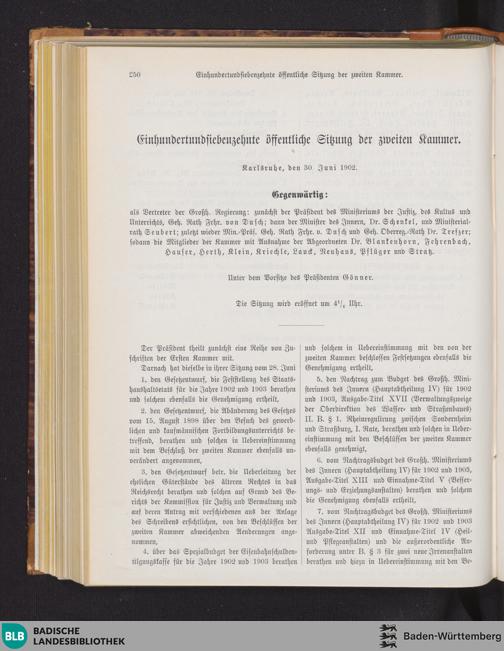 250 Einhundertundsiebenzehnte öffentliche Sitzung der zweiten Kammer.
Einhundertundsiebenzehnte öffentliche Sitzung der zweiten Kammer.
Karlsruhe, den 30. Juni 1902.
Gegenwärtig:
als Vertreter der Großh. Regierung: zunächst der Präsident des Ministeriums der Justiz, des Kultus und
Unterrichts, Geh. Rath Frhr. von Dusch; dann der Minister des Innern, Dr. Schenkel, und Ministerial-
rath Seubert; zuletzt wieder Min.-Präs. Geh. Rath Frhr. v. Dusch und Geh. Oberreg.-Rath Dr. Trefzer;
sodann die Mitglieder der Kammer mit Ausnahme der Abgeordneten Dr. Blankenhorn, Fehrenbach,
Hauser, Herth, Klein, Kriechle, Lauck, Neuhaus, Pflüger und Stratz.
Unter dem Vorsitze des Präsidenten Gönner.
Die Sitzung wird eröffnet um 4¼ Uhr.
Der Präsident theilt zunächst eine Reihe von Zu-
schriften der Ersten Kammer mit.
Darnach hat dieselbe in ihrer Sitzung vom 28. Juni
1. den Gesetzentwurf, die Feststellung des Staats-
haushaltsetats für die Jahre 1902 und 1903 berathen
und solchem ebenfalls die Genehmigung ertheilt,
2. den Gesetzentwurf, die Abänderung des Gesetzes
vom 15. August 1898 über den Besuch des gewerb-
lichen und kaufmännischen Fortbildungsunterrichts be-
treffend, berathen und solchen in Uebereinstimmung
mit dem Beschluß der zweiten Kammer ebenfalls un-
verändert angenommen,
3. den Gesetzentwurf betr. die Ueberleitung der
ehelichen Güterstände des älteren Rechtes in das
Reichsrecht berathen und solchen auf Grund des Be-
richts der Kommission für Justiz und Verwaltung und
auf deren Antrag mit verschiedenen aus der Anlage
des Schreibens ersichtlichen, von den Beschlüssen der
zweiten Kammer abweichenden Aenderungen ange-
nommen,
4. über das Spezialbudget der Eisenbahnschulden-
tilgungskasse für die Jahre 1902 und 1903 berathen
und solchem in Uebereinstimmung mit den von der
zweiten Kammer beschlossenen Festsetzungen ebenfalls die
Genehmigung ertheilt,
5. den Nachtrag zum Budget des Großh. Mini-
steriums des Innern (Hauptabtheilung IV) für 1902
und 1903, Ausgabe-Titel XVII (Verwaltungszweige
der Oberdirektion des Wasser- und Straßenbaues)
II. B. § 1. Rheinregulirung zwischen Sondernheim
und Straßburg, I. Rate, berathen und solchen in Ueber-
einstimmung mit den Beschlüssen der zweiten Kammer
ebenfalls genehmigt,
6. vom Nachtragsbudget des Großh. Ministeriums
des Innern (Hauptabtheilung IV) für 1902 und 1903,
Ausgabe-Titel XIII und Einnahme-Titel V (Besser-
ungs- und Erziehungsanstalten) berathen und solchem
die Genehmigung ebenfalls ertheilt,
7. vom Nachtragsbudget des Großh. Ministeriums
des Innern (Hauptabtheilung IV) für 1902 und 1903
Ausgabe-Titel XII und Einnahme-Titel IV (Heil-
und Pflegeanstalten) und die außerordentliche An-
forderung unter B. § 3 für zwei neue Irrenanstalten
berathen und hiezu in Uebereinstimmung mit den Be-
BLB BADISCHE
LANDESBIBLIOTHEK
Baden-Württemberg